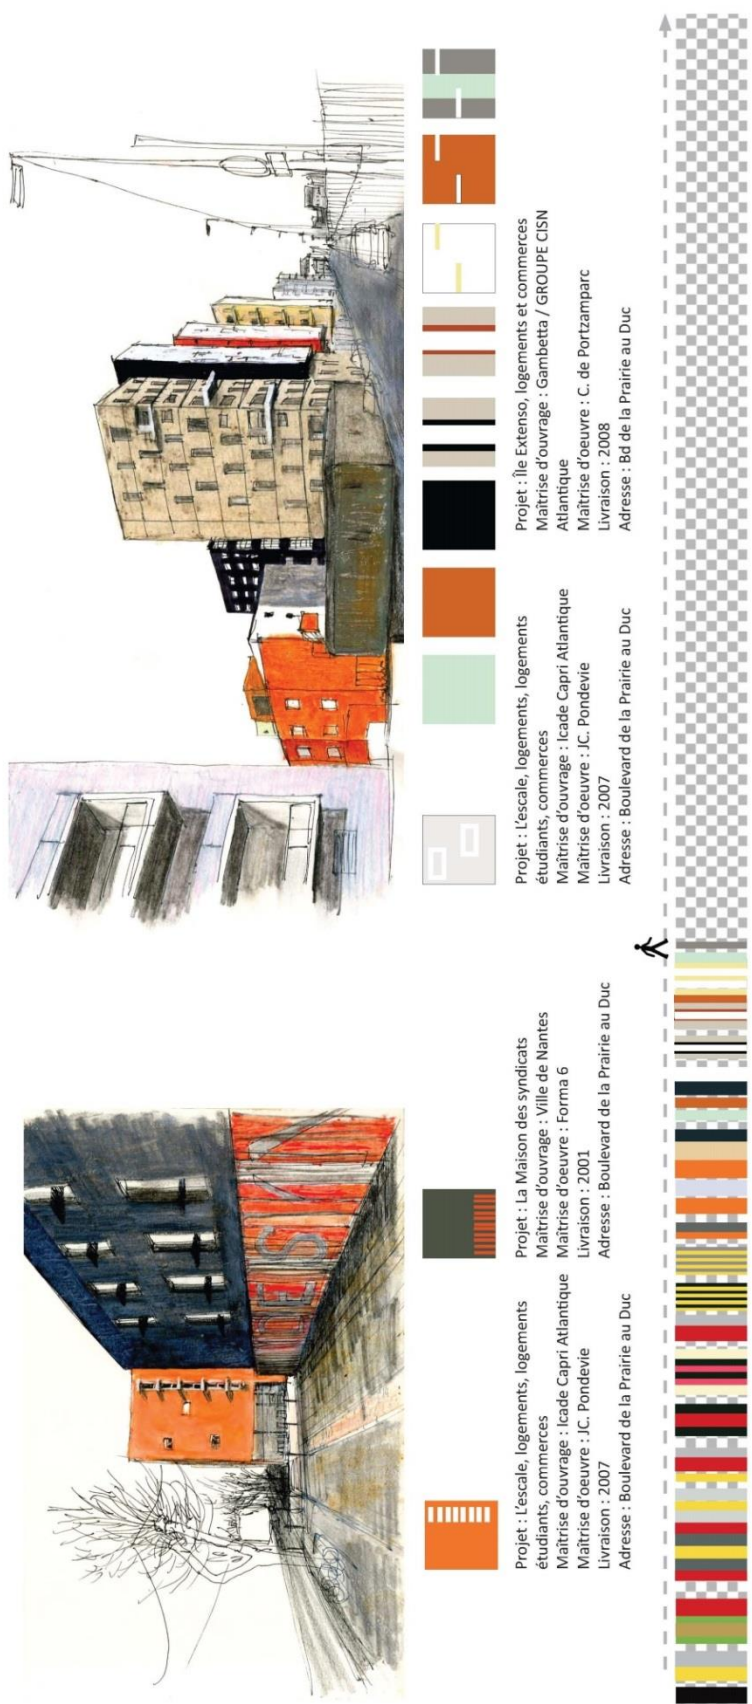 Projet : L'escale, logements, logements
étudiants, commerces
Maîtrise d'ouvrage : Icade Capri Atlantique
Maîtrise d'oeuvre : JC. Pondevie
Livraison : 2007
Adresse : Boulevard de la Prairie au Duc
Projet : La Maison des syndicats
Maîtrise d'ouvrage : Ville de Nantes
Maîtrise d'oeuvre : Forma 6
Livraison : 2001
Adresse : Boulevard de la Prairie au Duc
Projet : L'escale, logements, logements
étudiants, commerces
Maîtrise d'ouvrage : Icade Capri Atlantique
Maîtrise d'oeuvre : JC. Pondevie
Livraison : 2007
Adresse : Boulevard de la Prairie au Duc
Projet : Île Extenso, logements et commerces
Maîtrise d'ouvrage : Gambetta / GROUPE CISN
Atlantique
Maîtrise d'oeuvre : C. de Portzamparc
Livraison : 2008
Adresse : Bd de la Prairie au Duc